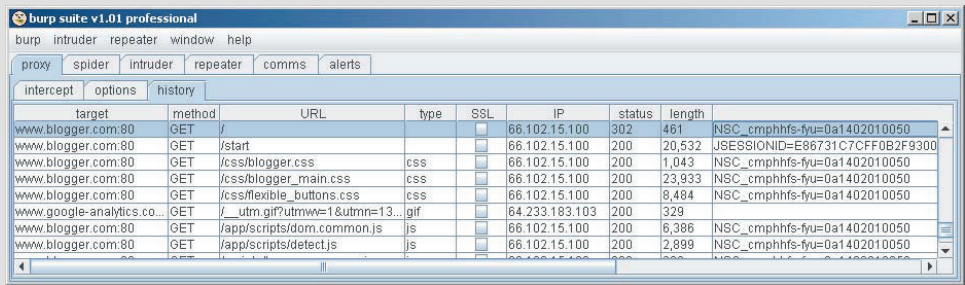 burp suite v1.01 professional
burp intruder repeater window help
proxy spider intruder repeater comms alerts
intercept options history
target method URL type SSL IP status length
www.blogger.com:80 GET / 66.102.15.100 302 461 NSC_cmphhfs-fyu=0a1402010050
www.blogger.com:80 GET /start 66.102.15.100 200 20,532 JSESSIONID=E86731C7CFF0B2F9300
www.blogger.com:80 GET /css/blogger.css css 66.102.15.100 200 1,043 NSC_cmphhfs-fyu=0a1402010050
www.blogger.com:80 GET /css/blogger_main.css css 66.102.15.100 200 23,933 NSC_cmphhfs-fyu=0a1402010050
www.blogger.com:80 GET /css/flexible_buttons.css css 66.102.15.100 200 8,484 NSC_cmphhfs-fyu=0a1402010050
www.google-analytics.co... GET /__utm.gif?utmwv=1&utmn=13... gif 64.233.183.103 200 329
www.blogger.com:80 GET /app/scripts/dom.common.js js 66.102.15.100 200 6,386 NSC_cmphhfs-fyu=0a1402010050
www.blogger.com:80 GET /app/scripts/detect.js js 66.102.15.100 200 2,899 NSC_cmphhfs-fyu=0a1402010050